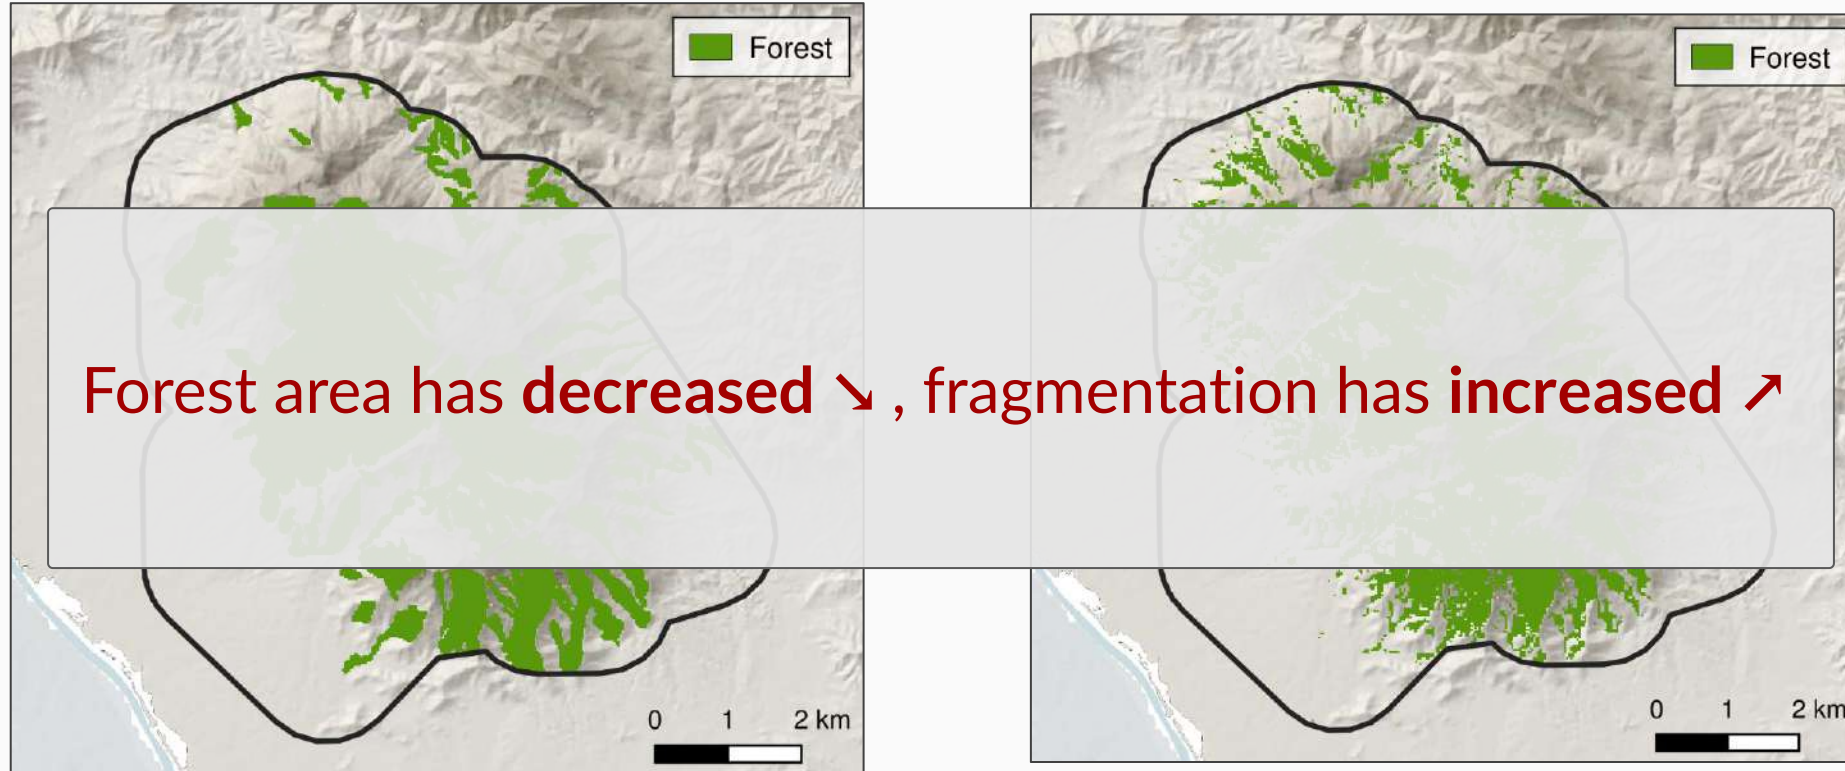 Forest
Forest
Forest area has decreased ↘ , fragmentation has increased ↗
0 1 2 km
0 1 2 km